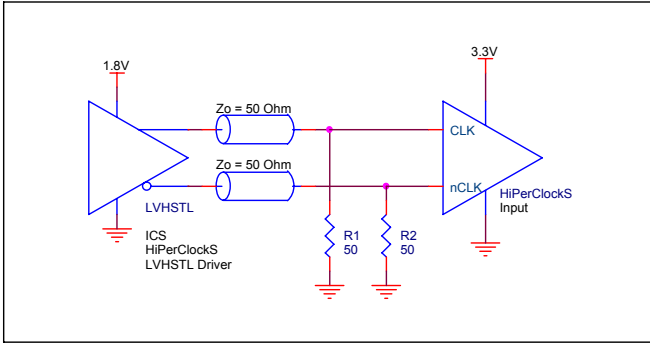 1.8V
3.3V
Zo = 50 Ohm
CLK
Zo = 50 Ohm
nCLK
HiPerClockS
Input
LVHSTL
ICS
HiPerClockS
LVHSTL Driver
R1
50
R2
50